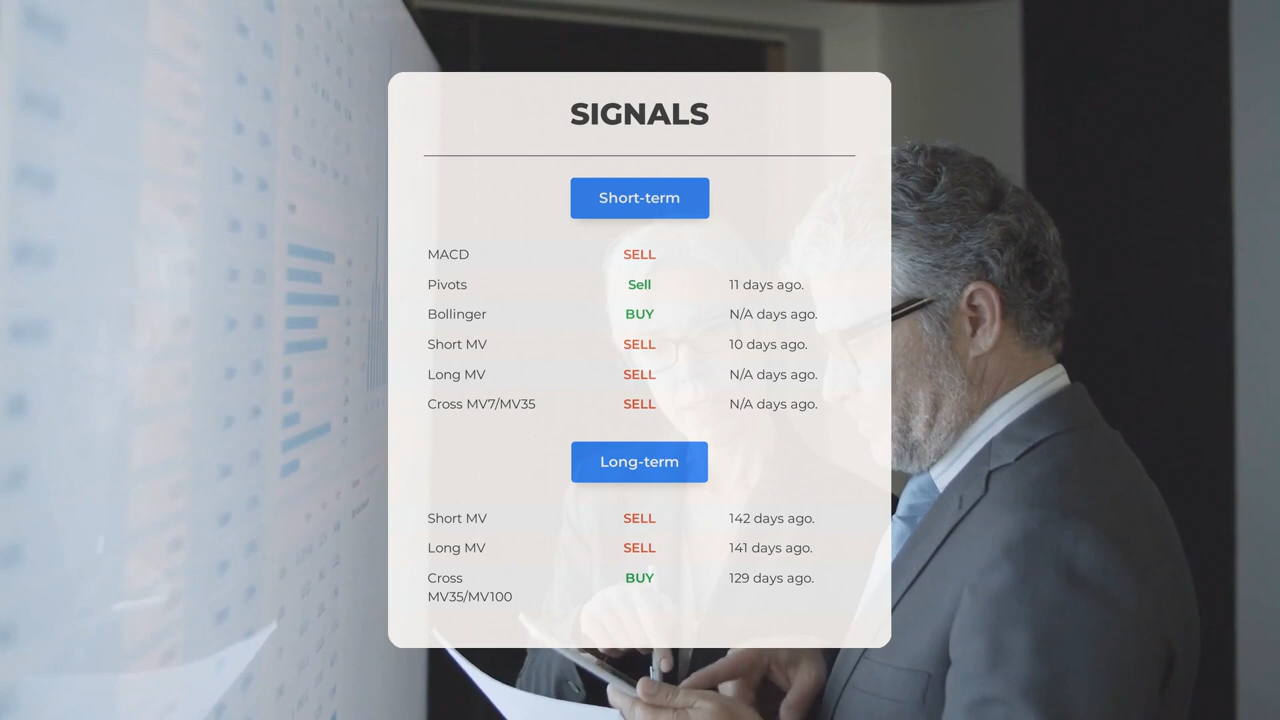 SIGNALS
Short-term
MACD SELL
Pivots Sell 11 days ago.
Bollinger BUY N/A days ago.
Short MV SELL 10 days ago.
Long MV SELL N/A days ago.
Cross MV7/MV35 SELL N/A days ago.
Long-term
Short MV SELL 142 days ago.
Long MV SELL 141 days ago.
Cross BUY 129 days ago.
MV35/MV100